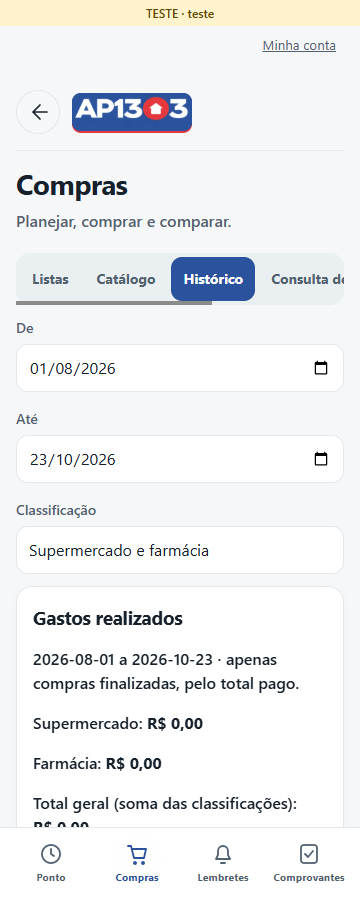 TESTE · teste
Minha conta
AP1303
Compras
Planejar, comprar e comparar.
Listas Catálogo Histórico Consulta de
De
01/08/2026
Até
23/10/2026
Classificação
Supermercado e farmácia
Gastos realizados
2026-08-01 a 2026-10-23 · apenas
compras finalizadas, pelo total pago.
Supermercado: R$ 0,00
Farmácia: R$ 0,00
Total geral (soma das classificações):
R$ 0,00
Ponto Compras Lembretes Comprovantes